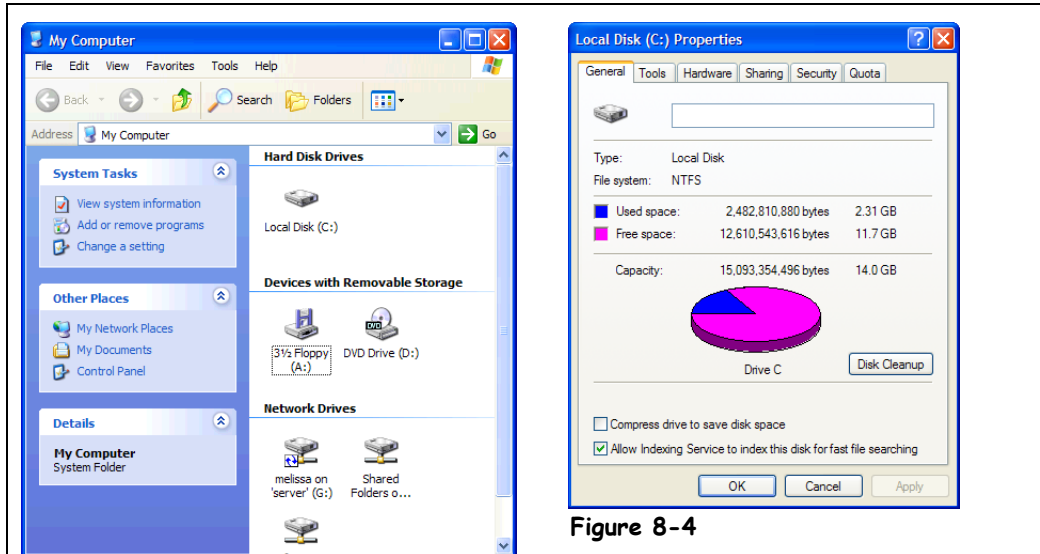 My Computer
File Edit View Favorites Tools Help
Back Search Folders
Address My Computer Go
System Tasks
View system information
Add or remove programs
Change a setting
Other Places
My Network Places
My Documents
Control Panel
Details
My Computer
System Folder
Hard Disk Drives
Local Disk (C:)
Devices with Removable Storage
3½ Floppy (A:)
DVD
DVD Drive (D:)
Network Drives
melissa on 'server' (G:)
Shared Folders o...
Local Disk (C:) Properties
General Tools Hardware Sharing Security Quota
Type: Local Disk
File system: NTFS
Used space: 2,482,810,880 bytes 2.31 GB
Free space: 12,610,543,616 bytes 11.7 GB
Capacity: 15,093,354,496 bytes 14.0 GB
Drive C
Disk Cleanup
Compress drive to save disk space
Allow Indexing Service to index this disk for fast file searching
OK Cancel Apply
Figure 8-4